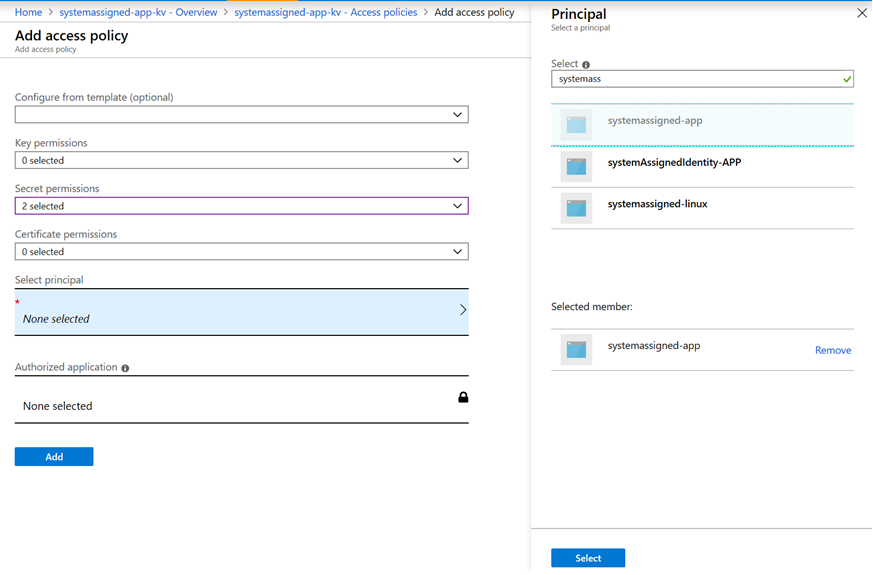 Home > systemassigned-app-kv - Overview > systemassigned-app-kv - Access policies > Add access policy
Add access policy
Add access policy
Configure from template (optional)
Key permissions
0 selected
Secret permissions
2 selected
Certificate permissions
0 selected
Select principal
*
None selected
Authorized application
None selected
Add
Principal
Select a principal
Select
systemass
systemassigned-app
systemAssignedIdentity-APP
systemassigned-linux
Selected member:
systemassigned-app
Remove
Select